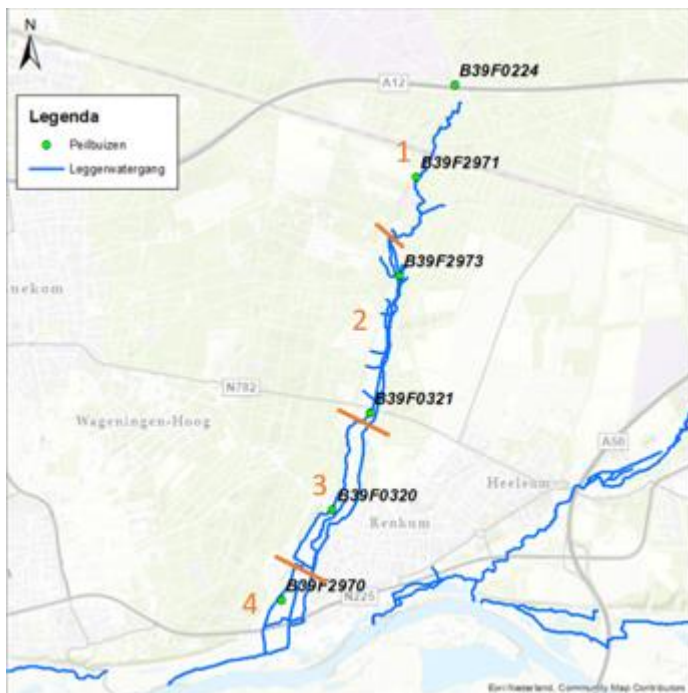 N
B39F0224
A12
Legenda
Peilbuizen
Leggerwatergang
1
B39F2971
B39F2973
nekom
2
N782
B39F0321
Wageningen-Hoog
A50
Heelsum
3
B39F0320
Renkum
B39F2970
4
N225
Esri Nederland, Community Map Contributors